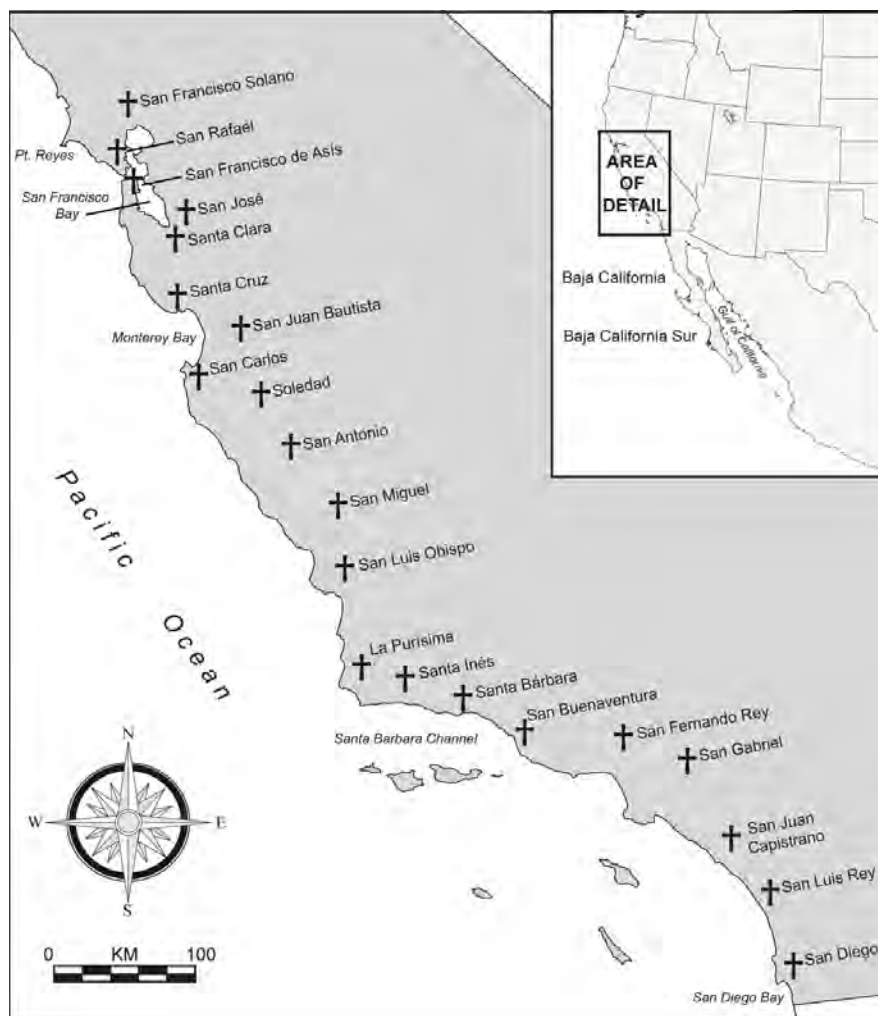 San Francisco Solano
San Rafaél
Pt. Reyes
San Francisco de Asís
San Francisco
Bay
San José
Santa Clara
Santa Cruz
San Juan Bautista
Monterey Bay
San Carlos
Soledad
San António
San Miguel
San Luis Obispo
La Purísima
Santa Inés
Santa Bárbara
San Buenaventura
San Fernando Rey
San Gabriel
San Juan
Capistrano
San Luis Rey
San Diego
San Diego Bay
Santa Barbara Channel
Pacific
Ocean
N
W
E
S
0 KM 100
AREA
OF
DETAIL
Baja California
Baja California Sur
Gulf of California